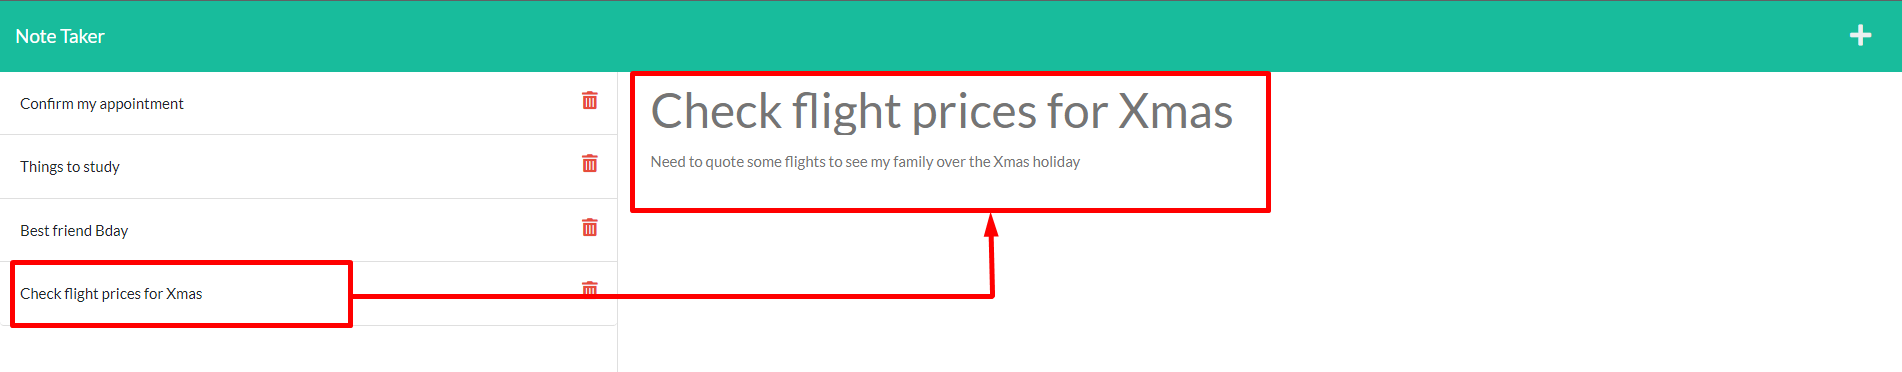 Note Taker
Confirm my appointment
Things to study
Best friend Bday
Check flight prices for Xmas
Check flight prices for Xmas
Need to quote some flights to see my family over the Xmas holiday